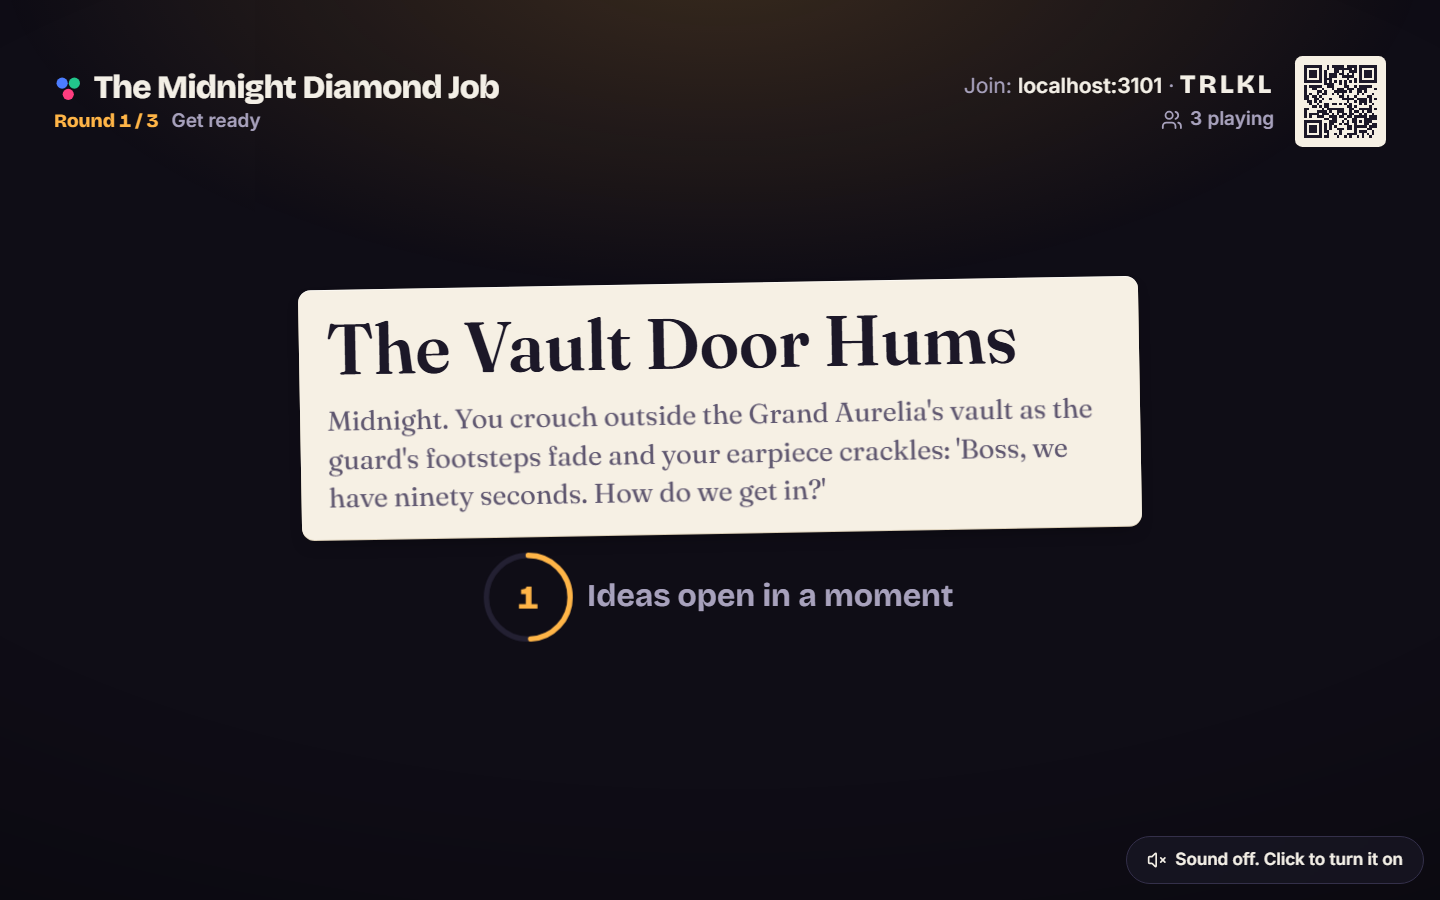 The Midnight Diamond Job
Round 1 / 3 Get ready
Join: localhost:3101 · TRLKL
3 playing
The Vault Door Hums
Midnight. You crouch outside the Grand Aurelia's vault as the
guard's footsteps fade and your earpiece crackles: 'Boss, we
have ninety seconds. How do we get in?'
1 Ideas open in a moment
Sound off. Click to turn it on